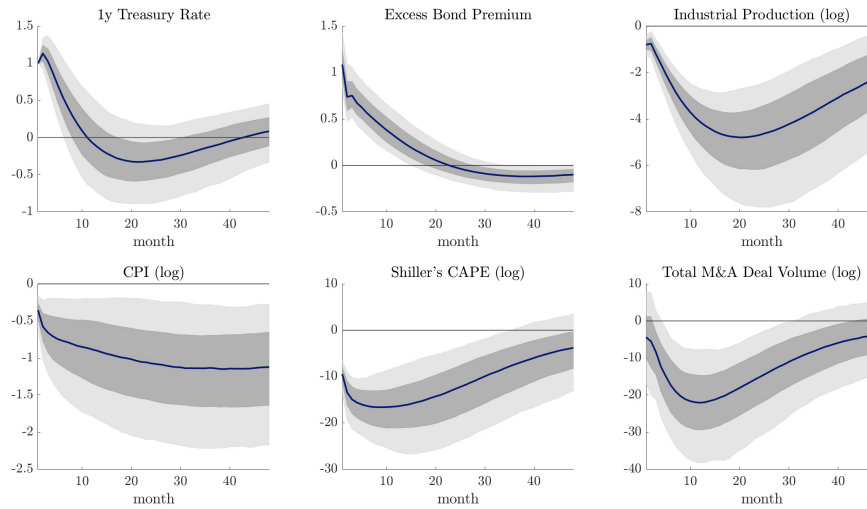 1y Treasury Rate
1.5
1
0.5
0
-0.5
-1
10 20 30 40
month
Excess Bond Premium
1.5
1
0.5
0
-0.5
10 20 30 40
month
Industrial Production (log)
0
-2
-4
-6
-8
10 20 30 40
month
CPI (log)
0
-0.5
-1
-1.5
-2
-2.5
10 20 30 40
month
Shiller's CAPE (log)
10
0
-10
-20
-30
10 20 30 40
month
Total M&A Deal Volume (log)
10
0
-10
-20
-30
-40
10 20 30 40
month